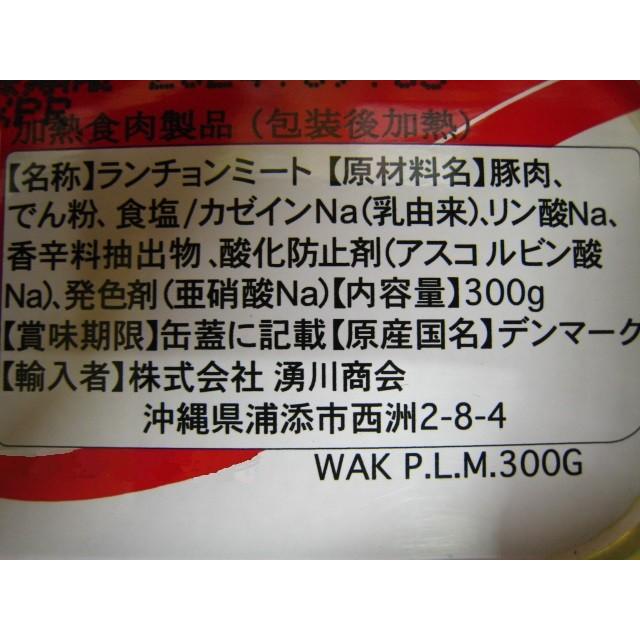 加熱食肉製品(包装後加熱)
【名称】ランチョンミート【原材料名】豚肉、
でん粉、食塩/カゼインNa(乳由来)、リン酸Na、
香辛料抽出物、酸化防止剤(アスコルビン酸
Na)、発色剤(亜硝酸Na)【内容量】300g
【賞味期限】缶蓋に記載【原産国名】デンマーク
【輸入者】株式会社 湧川商会
沖縄県浦添市西洲2-8-4
WAK P.L.M.300G